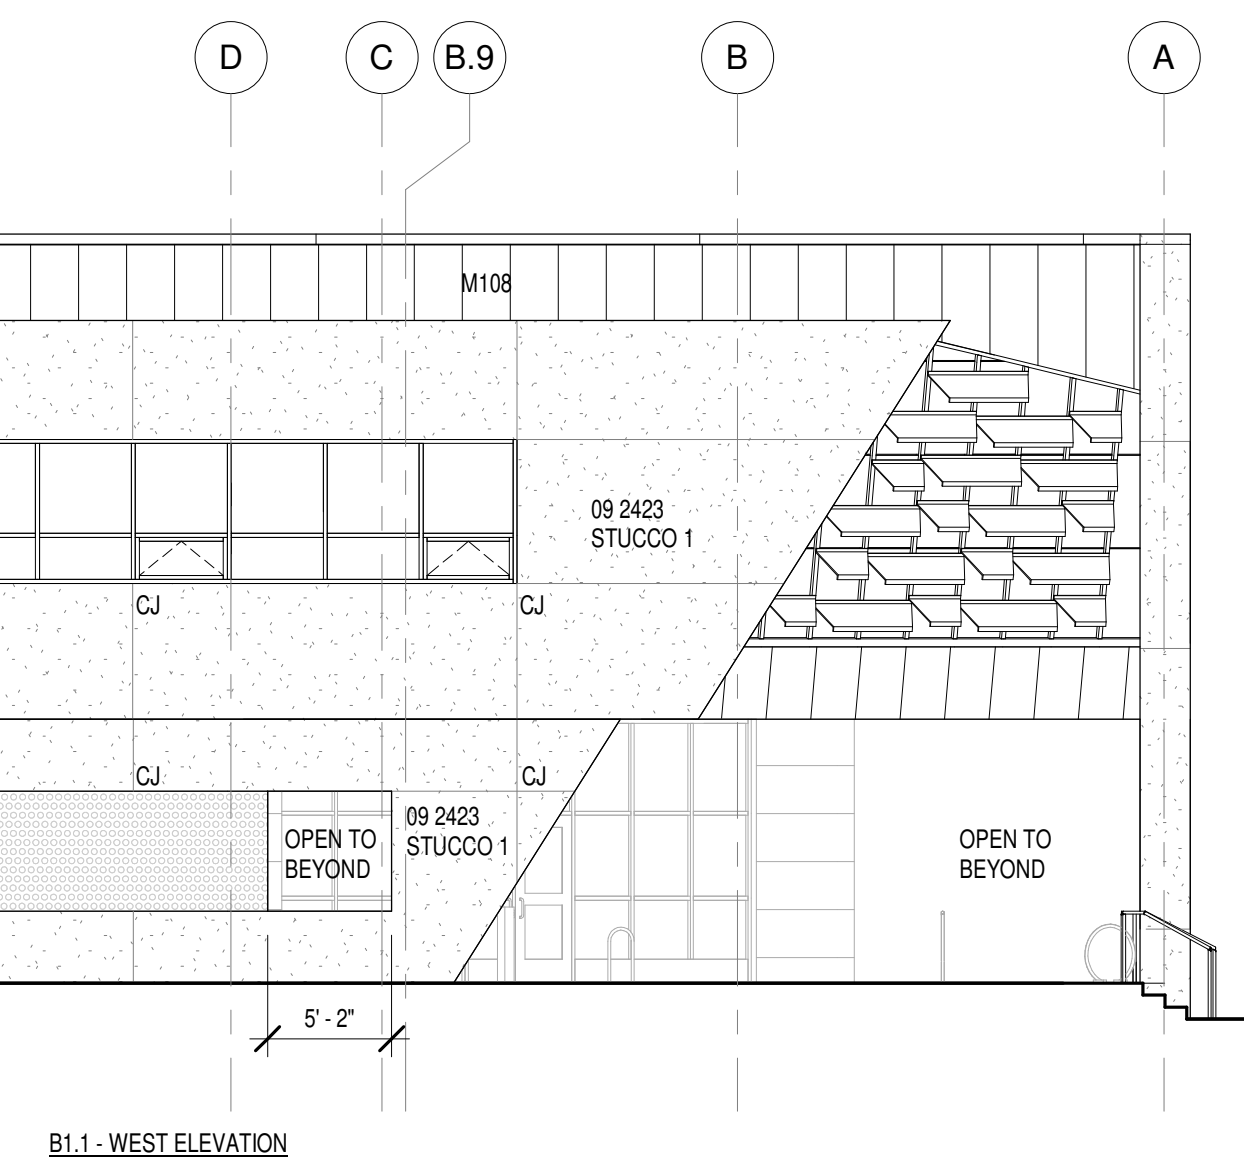 D
C
B.9
B
A
M108
09 2423
STUCCO 1
CJ
CJ
CJ
CJ
09 2423
STUCCO 1
OPEN TO
BEYOND
OPEN TO
BEYOND
5' - 2"
B1.1 - WEST ELEVATION